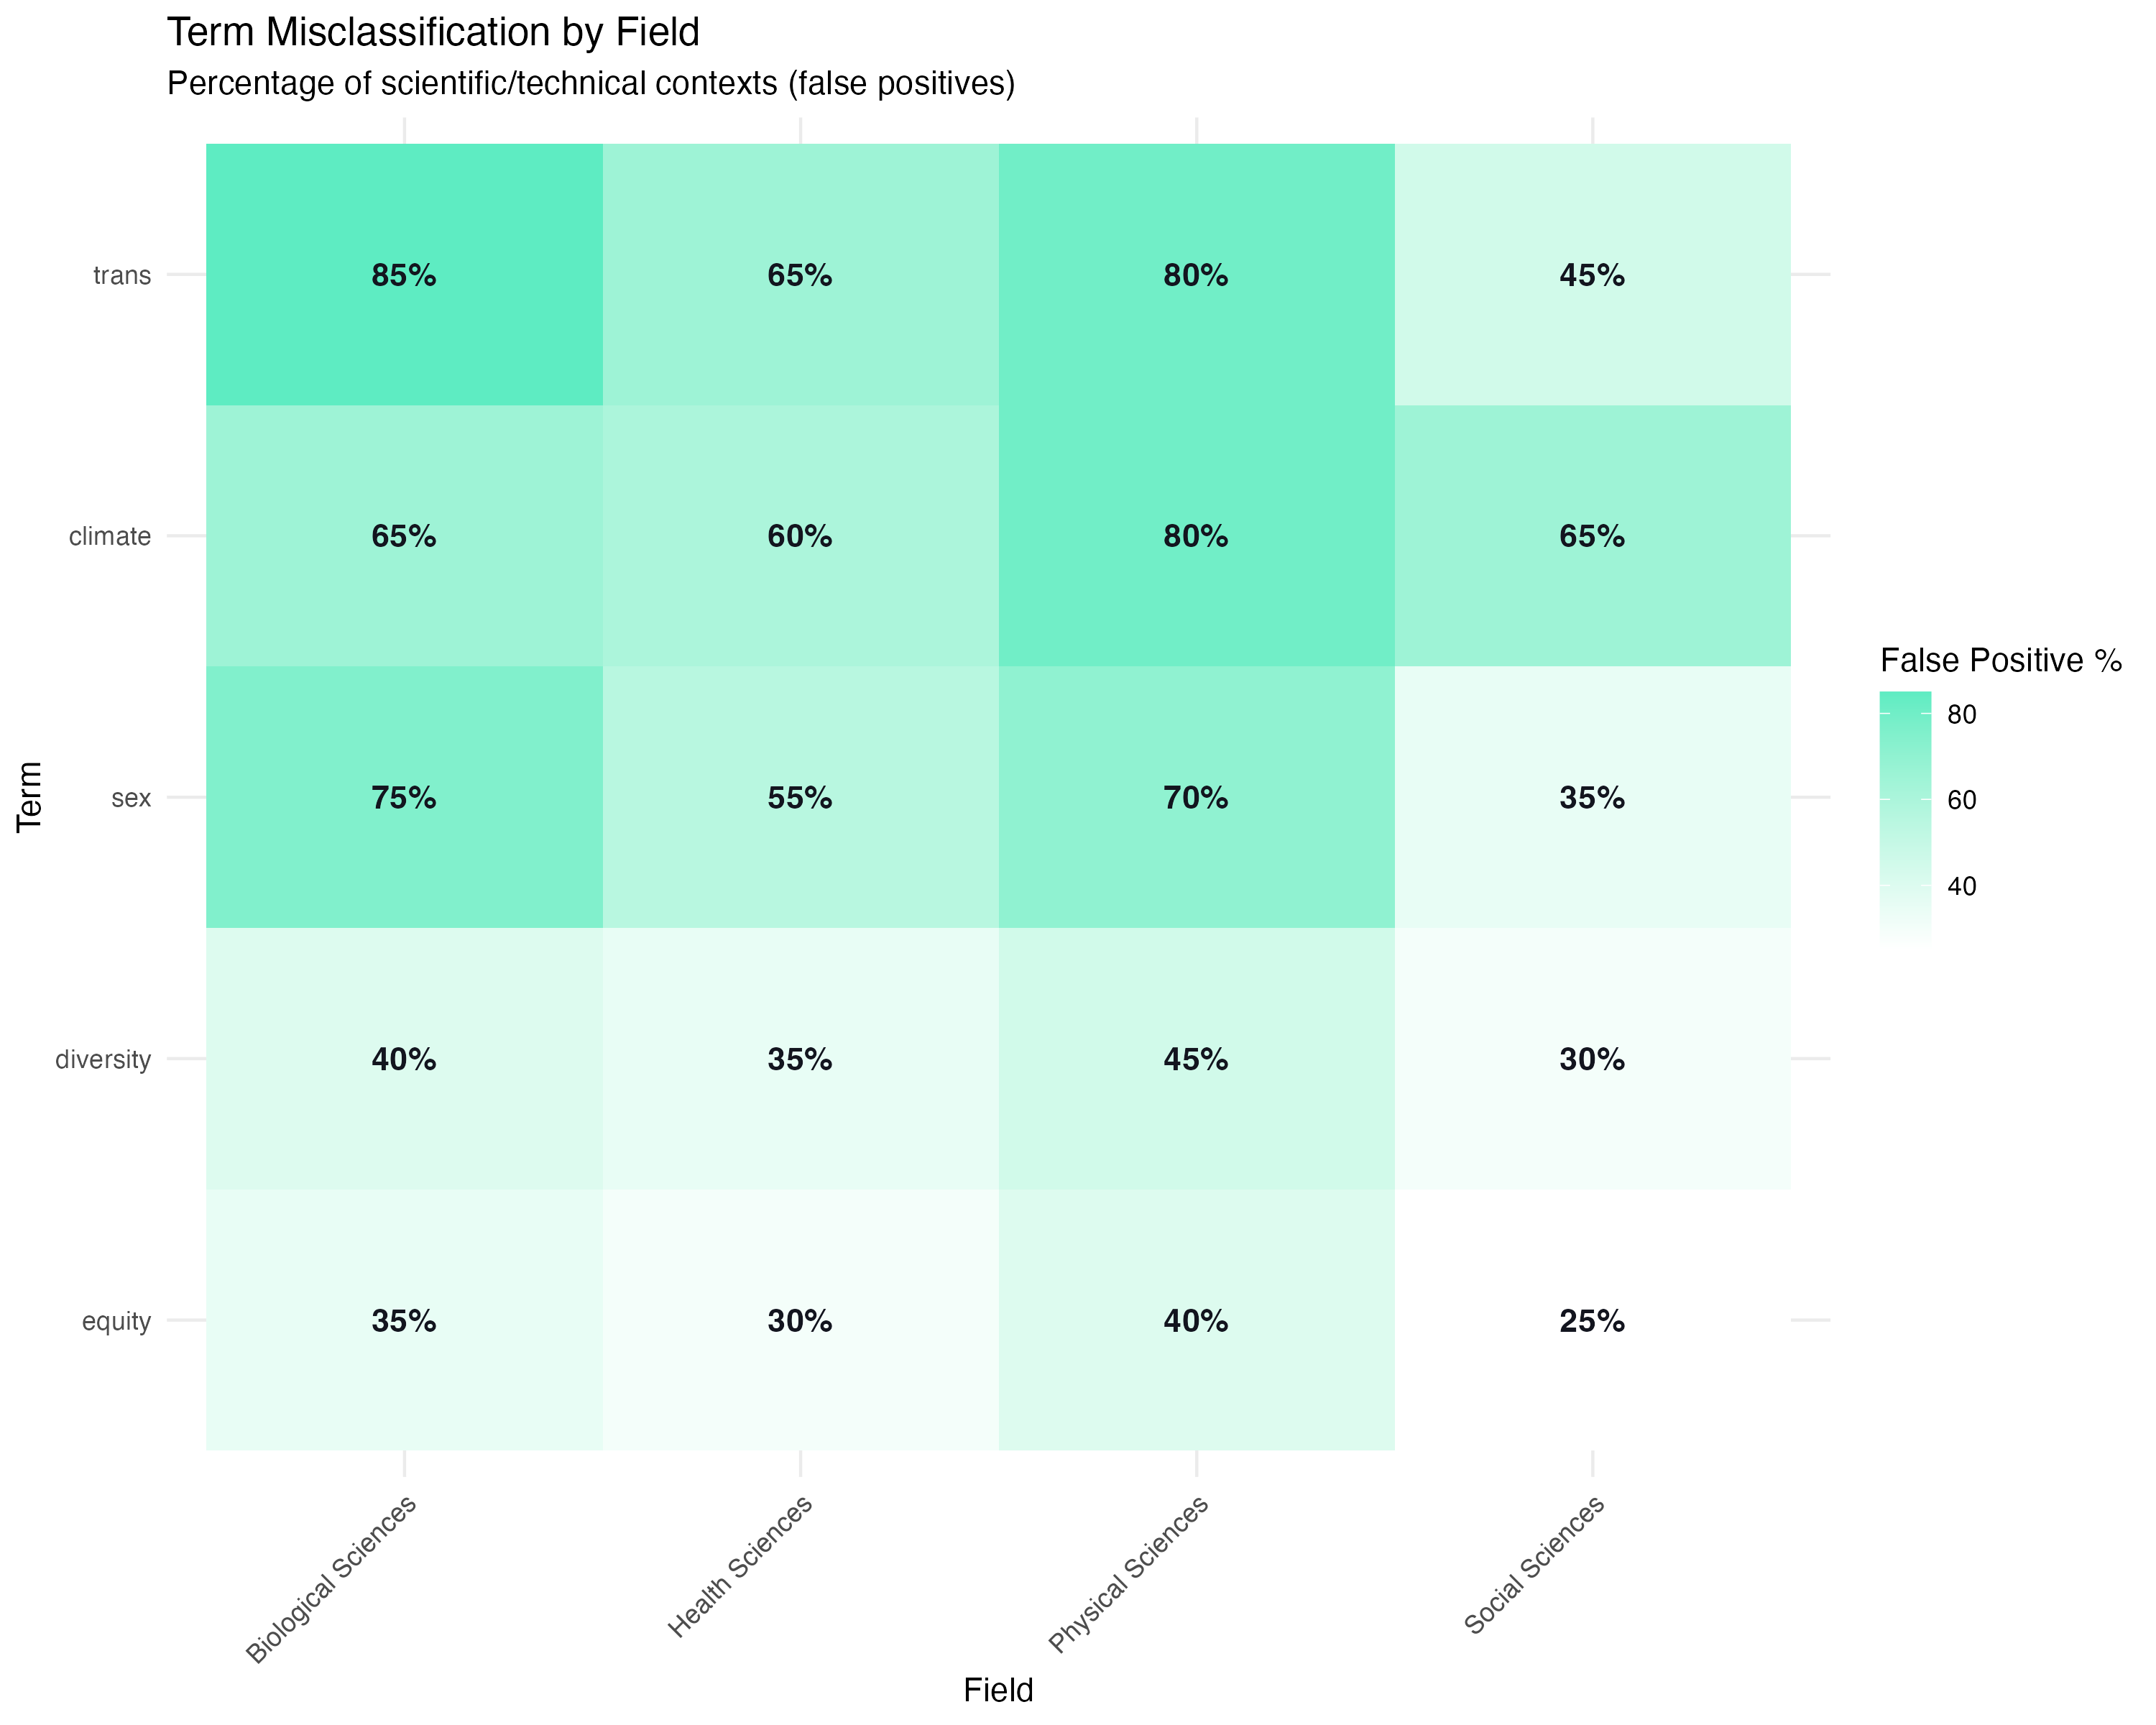 Term Misclassification by Field
Percentage of scientific/technical contexts (false positives)
Term
trans
85%
65%
80%
45%
climate
65%
60%
80%
65%
sex
75%
55%
70%
35%
diversity
40%
35%
45%
30%
equity
35%
30%
40%
25%
Biological Sciences
Health Sciences
Physical Sciences
Social Sciences
Field
False Positive %
80
60
40